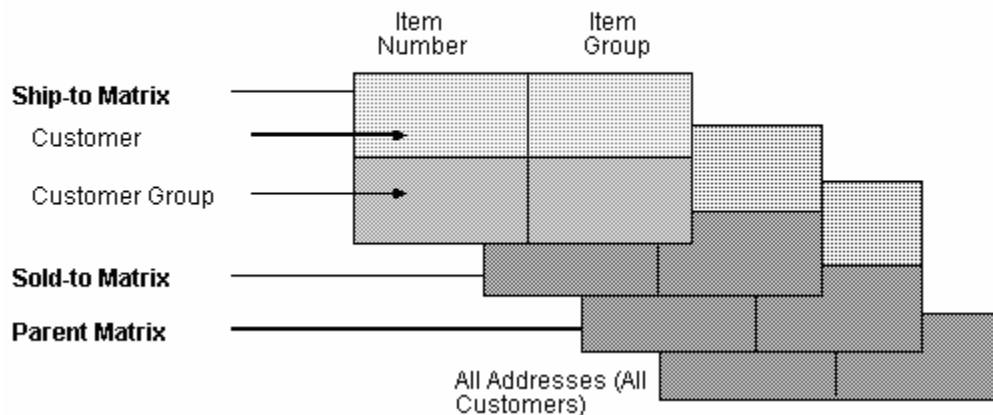 Item
Number
Item
Group
Ship-to Matrix
Customer
Customer Group
Sold-to Matrix
Parent Matrix
All Addresses (All
Customers)